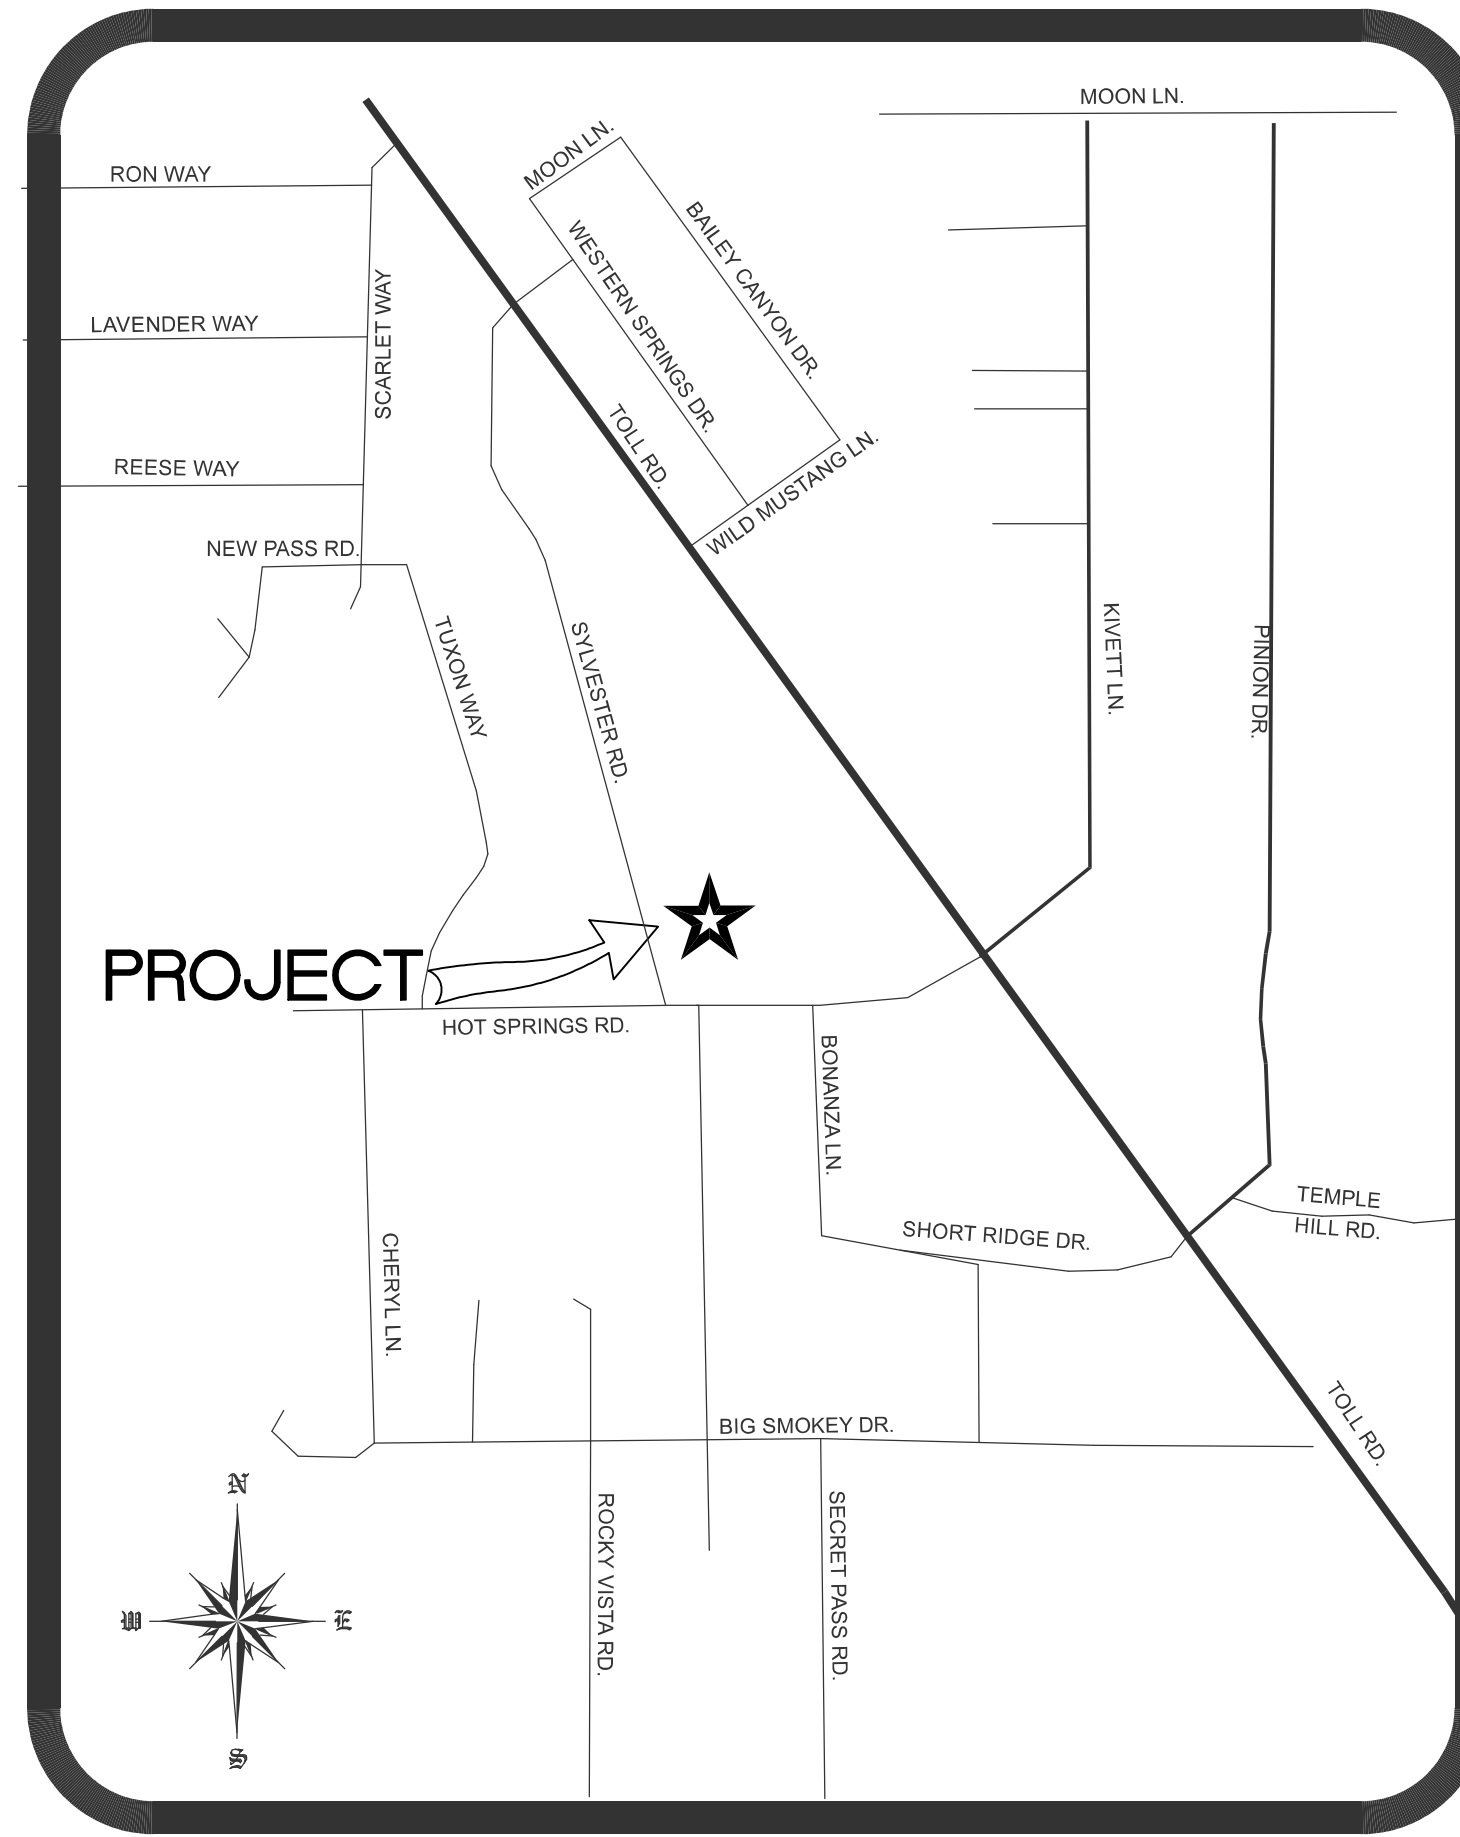 MOON LN.
MOON LN.
RON WAY
BAILEY CANYON DR.
WESTERN SPRINGS DR.
SCARLET WAY
LAVENDER WAY
TOLL RD.
WILD MUSTANG LN.
REESE WAY
NEW PASS RD.
TUXON WAY
SYLVESTER RD.
KIVETT LN.
PINION DR.
PROJECT
HOT SPRINGS RD.
BONANZA LN.
TEMPLE
HILL RD.
SHORT RIDGE DR.
CHERYL LN.
TOLL RD.
BIG SMOKEY DR.
ROCKY VISTA RD.
SECRET PASS RD.
N
W
E
S